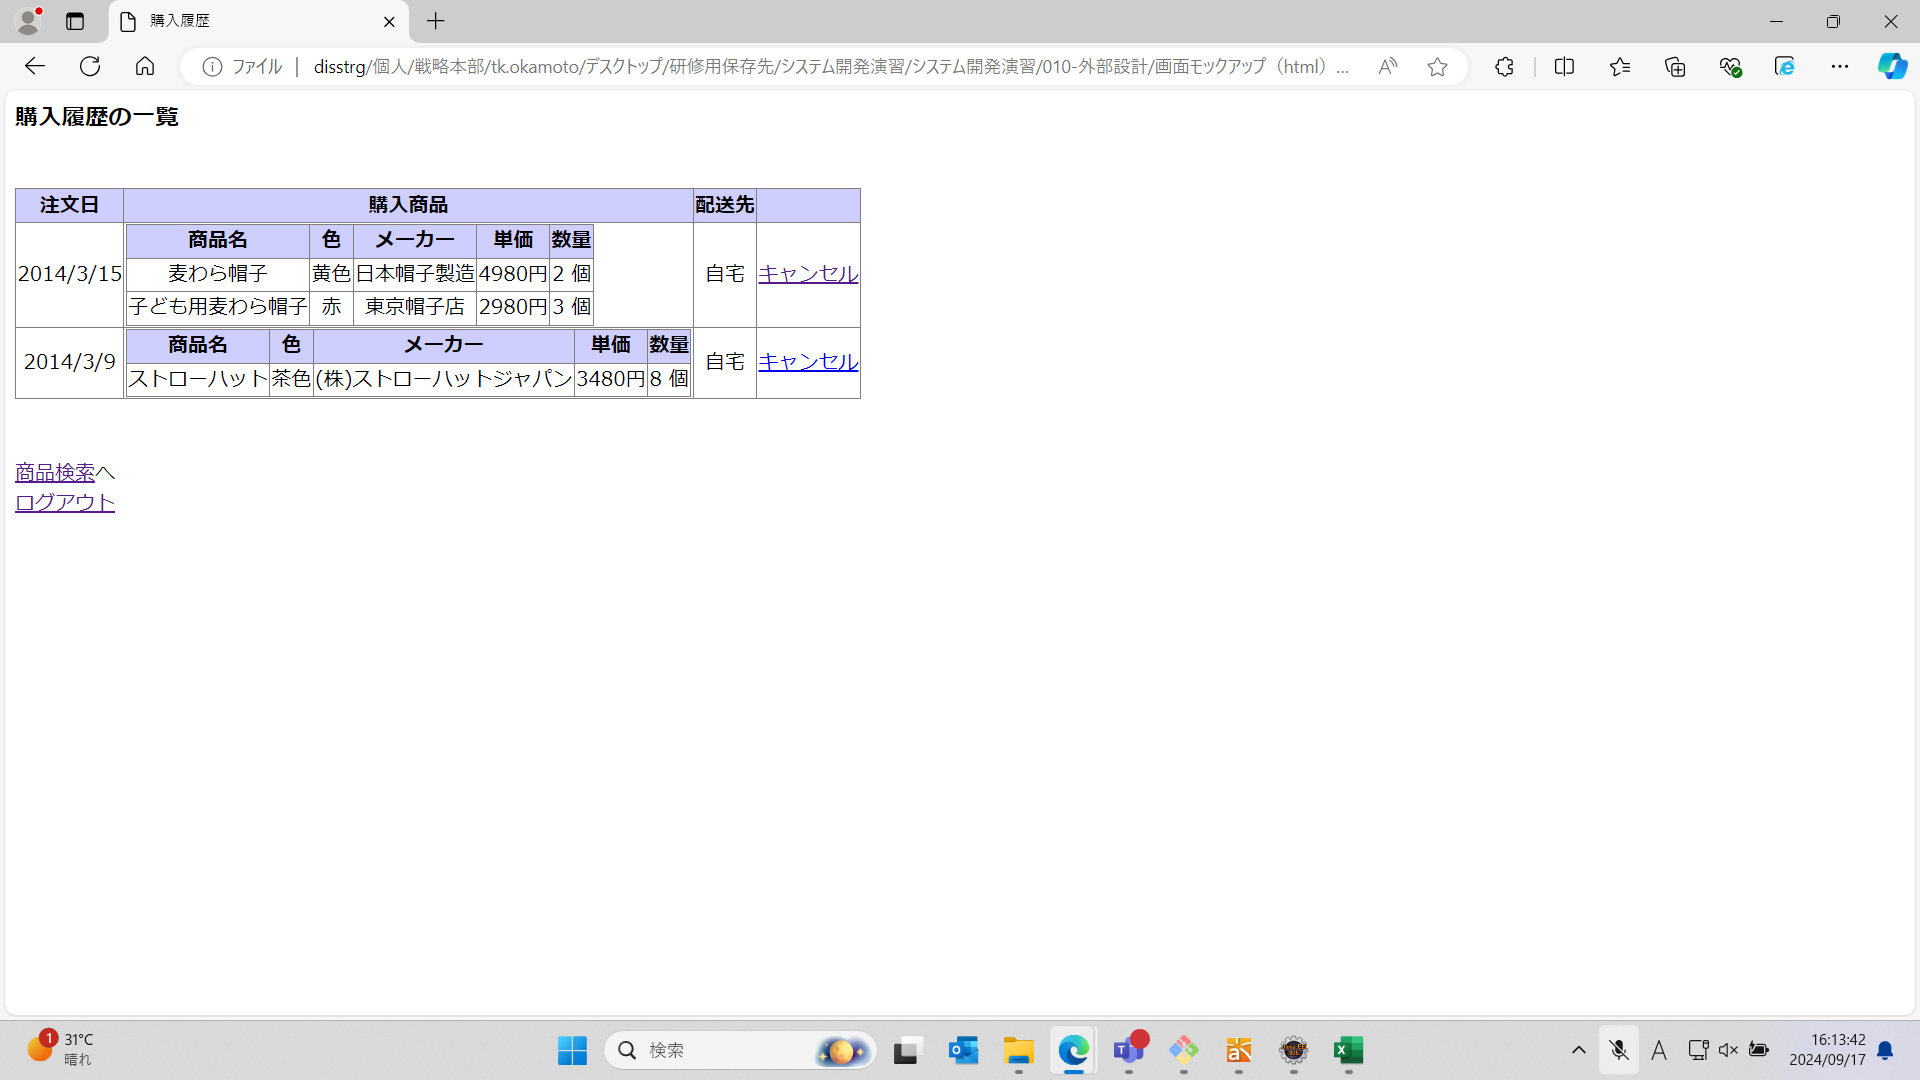 購入履歴
ファイル | disstrg/個人/戦略本部/tk.okamoto/デスクトップ/研修用保存先/システム開発演習/システム開発演習/010-外部設計/画面モックアップ（html）...
購入履歴の一覧
注文日 購入商品 配送先
商品名 色 メーカー 単価 数量
2014/3/15 麦わら帽子 黄色 日本帽子製造 4980円 2 個 自宅 キャンセル
子ども用麦わら帽子 赤 東京帽子店 2980円 3 個
商品名 色 メーカー 単価 数量
2014/3/9 ストローハット 茶色 (株)ストローハットジャパン 3480円 8 個 自宅 キャンセル
商品検索へ
ログアウト
1 31°C
晴れ
検索
A
16:13:42
2024/09/17